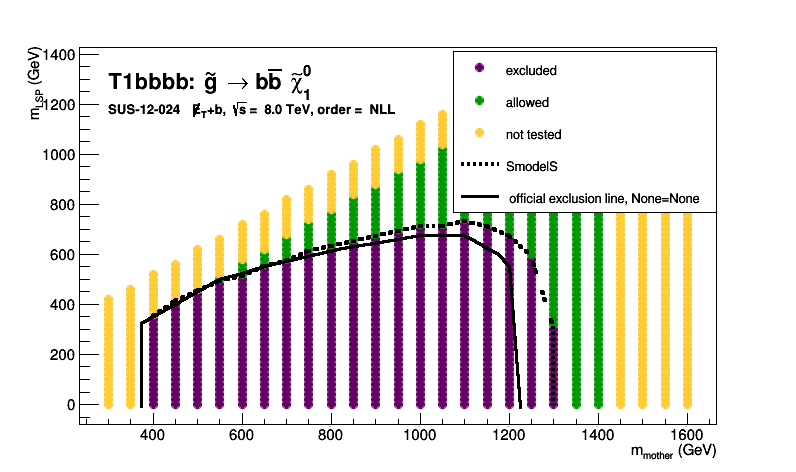 m_LSP (GeV)
1400
1200
1000
800
600
400
200
0
T1bbbb: g̃ → bb̅ χ̃₁⁰
SUS-12-024 E̸_T+b, √s = 8.0 TeV, order = NLL
excluded
allowed
not tested
SmodelS
official exclusion line, None=None
400 600 800 1000 1200 1400 1600
m_mother (GeV)